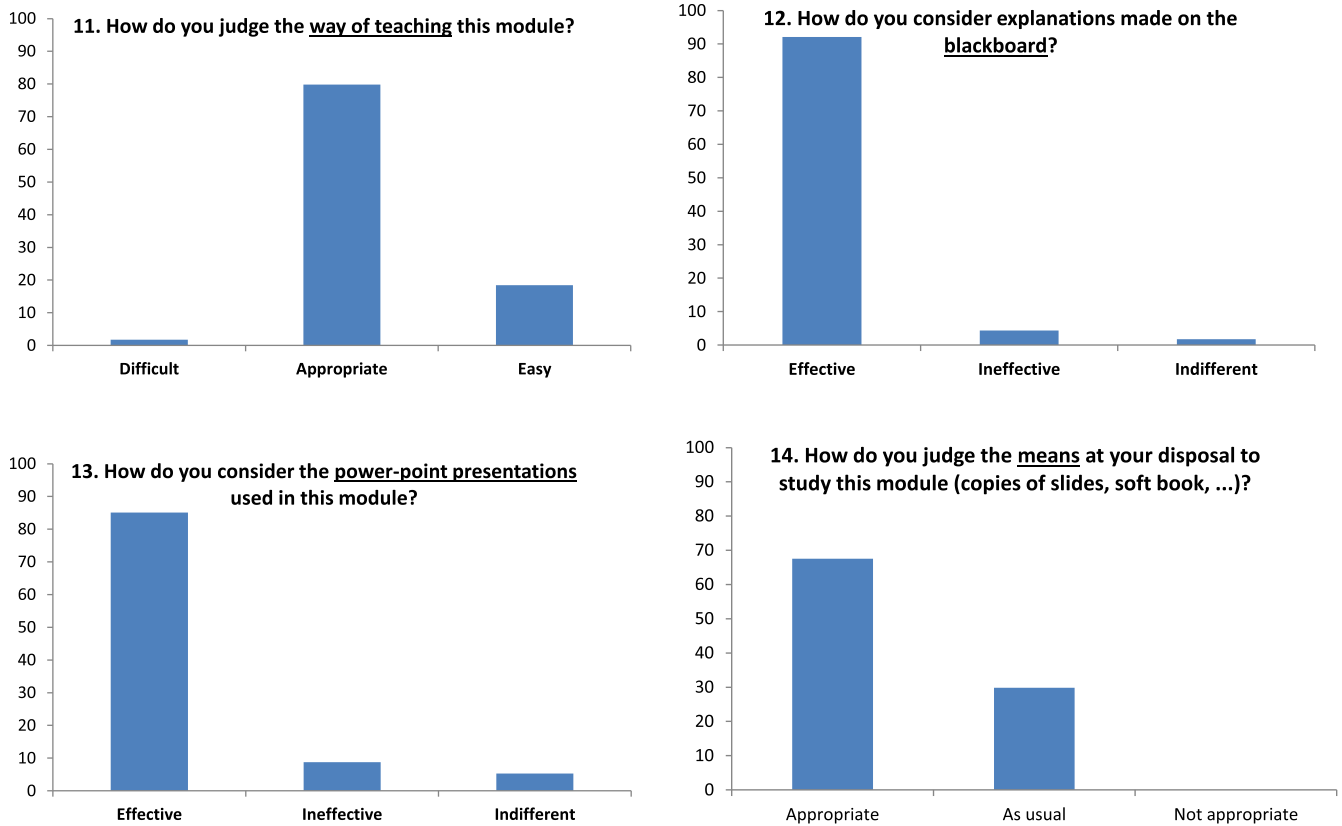 11. How do you judge the way of teaching this module?
100
90
80
70
60
50
40
30
20
10
0
Difficult
Appropriate
Easy
12. How do you consider explanations made on the
blackboard?
100
90
80
70
60
50
40
30
20
10
0
Effective
Ineffective
Indifferent
13. How do you consider the power-point presentations
used in this module?
100
90
80
70
60
50
40
30
20
10
0
Effective
Ineffective
Indifferent
14. How do you judge the means at your disposal to
study this module (copies of slides, soft book, ...)?
100
90
80
70
60
50
40
30
20
10
0
Appropriate
As usual
Not appropriate